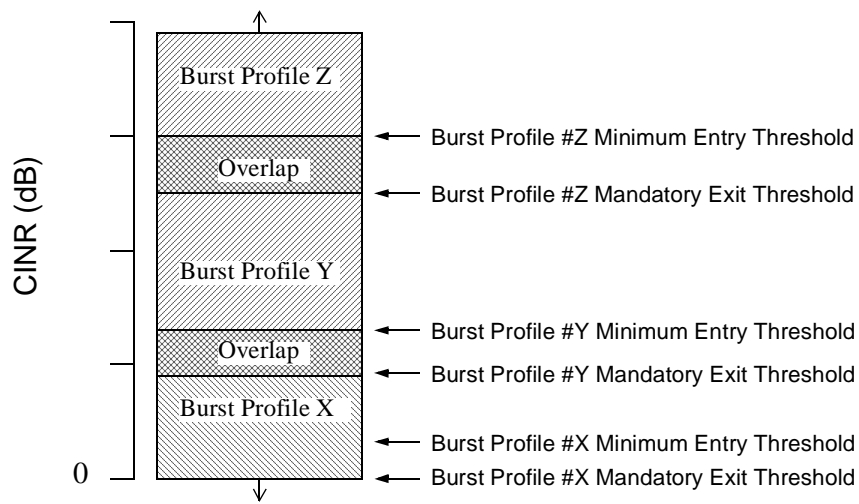 Burst Profile Z
Burst Profile #Z Minimum Entry Threshold
Overlap
Burst Profile #Z Mandatory Exit Threshold
CINR (dB)
Burst Profile Y
Burst Profile #Y Minimum Entry Threshold
Overlap
Burst Profile #Y Mandatory Exit Threshold
Burst Profile X
Burst Profile #X Minimum Entry Threshold
0
Burst Profile #X Mandatory Exit Threshold